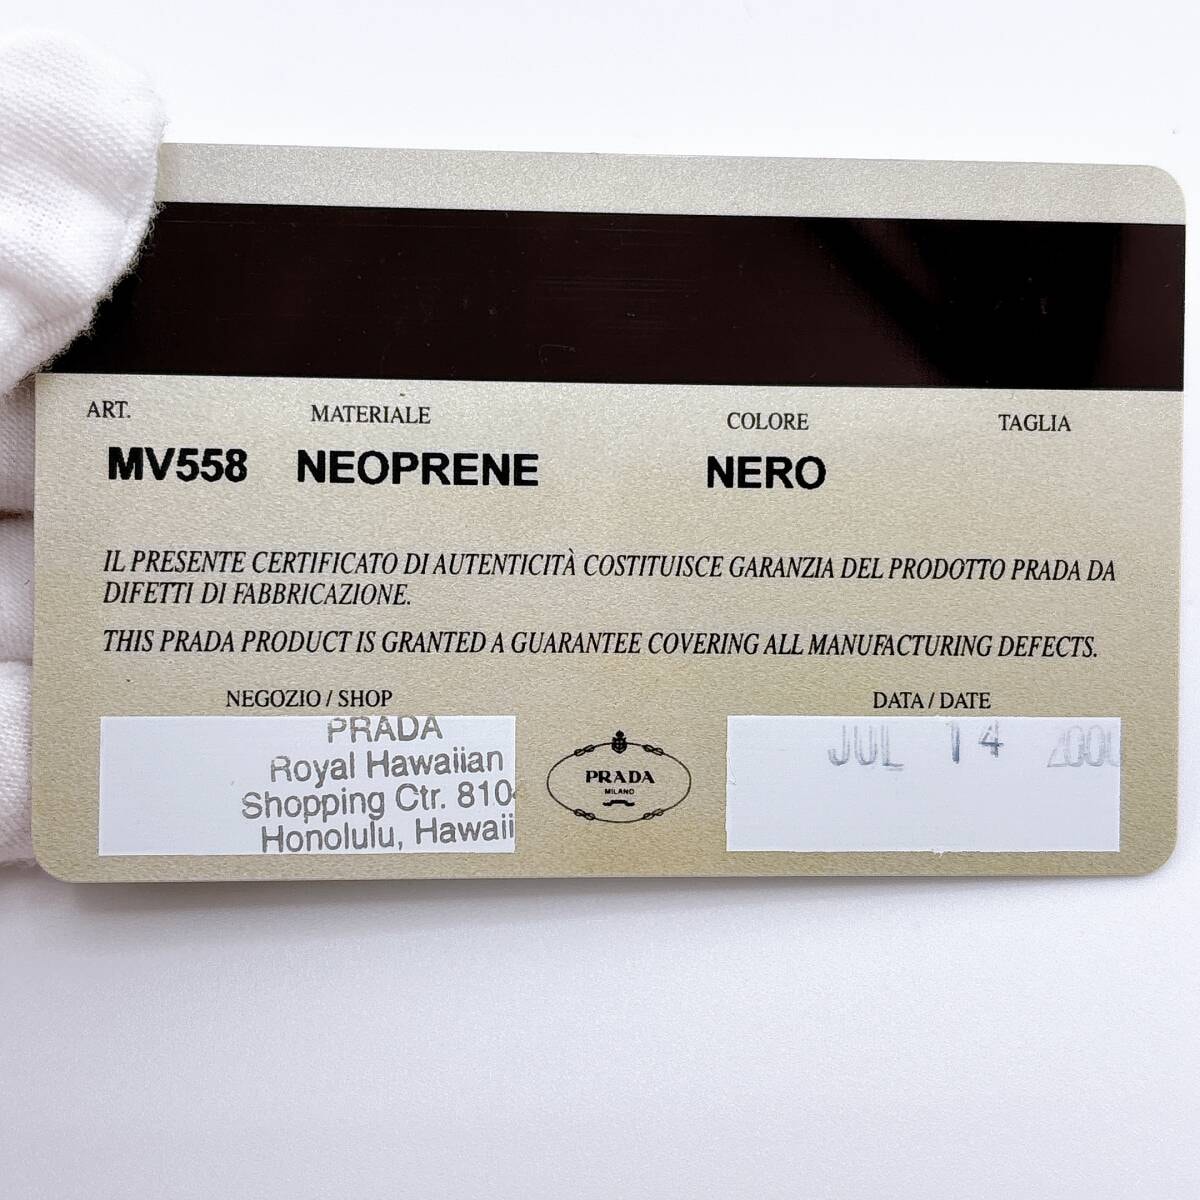 ART. MATERIALE COLORE TAGLIA
MV558 NEOPRENE NERO
IL PRESENTE CERTIFICATO DI AUTENTICITÀ COSTITUISCE GARANZIA DEL PRODOTTO PRADA DA
DIFETTI DI FABBRICAZIONE.
THIS PRADA PRODUCT IS GRANTED A GUARANTEE COVERING ALL MANUFACTURING DEFECTS.
NEGOZIO / SHOP
PRADA
Royal Hawaiian
Shopping Ctr. 810
Honolulu, Hawaii
PRADA
MILANO
DATA / DATE
JUL 14